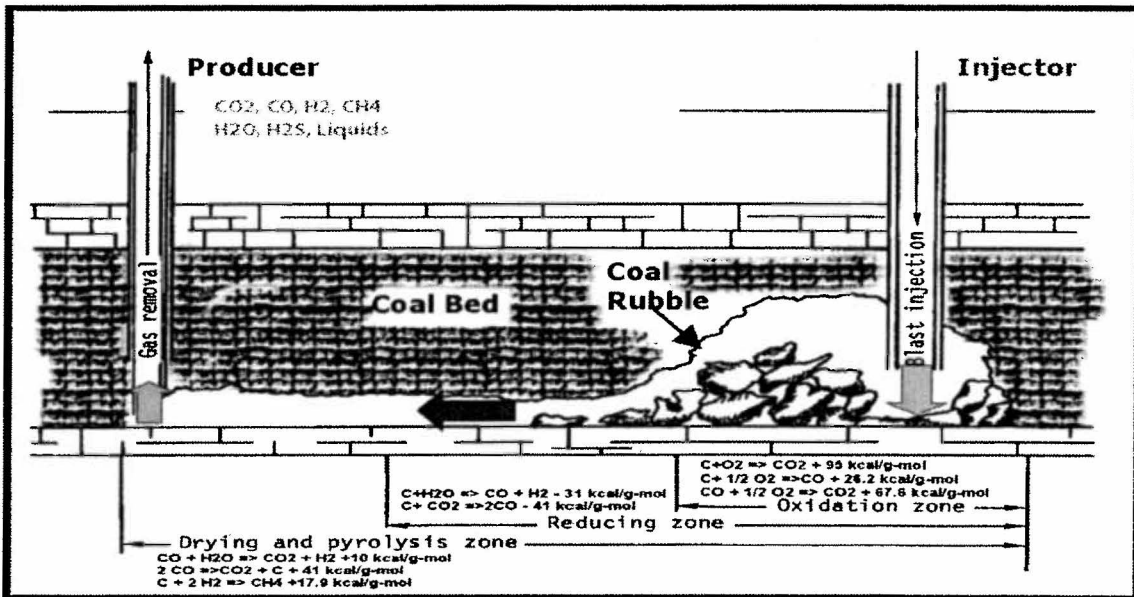 Producer
CO2, CO, H2, CH4
H2O, H2S, Liquids
Injector
Gas removal
Coal Bed
Coal
Rubble
Blast injection
C+O2 => CO2 + 95 kcal/g-mol
C+ 1/2 O2 =>CO + 26.2 kcal/g-mol
CO + 1/2 O2 => CO2 + 67.6 kcal/g-mol
Oxidation zone
C+H2O => CO + H2 - 31 kcal/g-mol
C+ CO2 =>2CO - 41 kcal/g-mol
Reducing zone
Drying and pyrolysis zone
CO + H2O => CO2 + H2 +10 kcal/g-mol
2 CO =>CO2 + C + 41 kcal/g-mol
C + 2 H2 => CH4 +17.9 kcal/g-mol